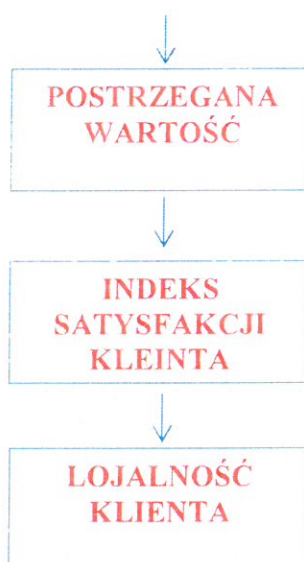 POSTRZEGANA
WARTOŚĆ
INDEKS
SATYSFAKCJI
KLEINTA
LOJALNOŚĆ
KLIENTA